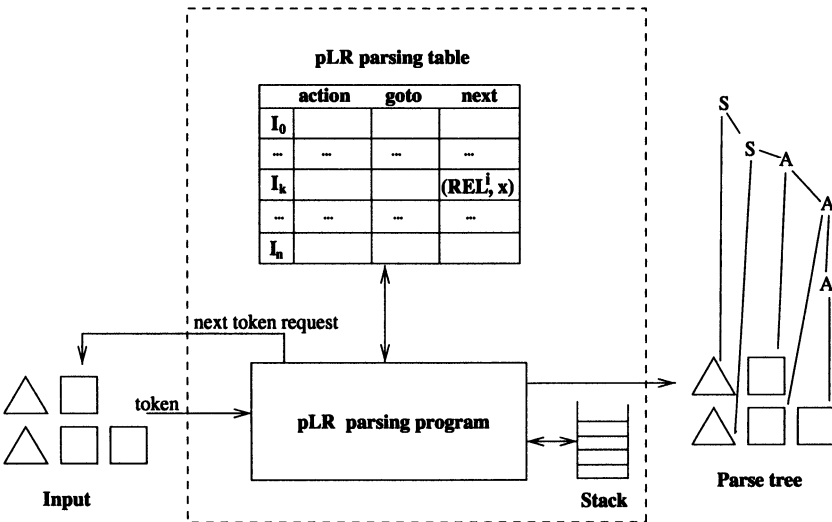 pLR parsing table
action goto next
I0
... ... ... ...
Ik (REL^i, x)
... ... ... ...
In
S
S A
A
A
next token request
token
pLR parsing program
Input
Stack
Parse tree